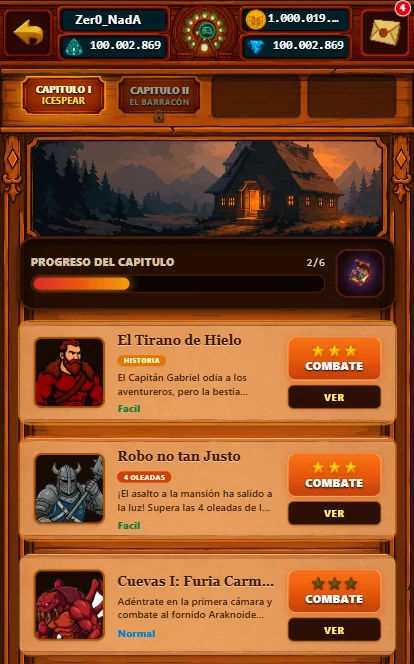 4
Zer0_NadA
1.000.019...
100.002.869
100.002.869
CAPITULO I
ICESPEAR
CAPITULO II
EL BARRACÓN
PROGRESO DEL CAPITULO
2/6
El Tirano de Hielo
HISTORIA
El Capitán Gabriel odia a los
aventureros, pero la bestia...
Facil
COMBATE
VER
Robo no tan Justo
4 OLEADAS
¡El asalto a la mansión ha salido a
la luz! Supera las 4 oleadas de l...
Facil
COMBATE
VER
Cuevas I: Furia Carm...
Adéntrate en la primera cámara y
combate al fornido Araknoide...
Normal
COMBATE
VER